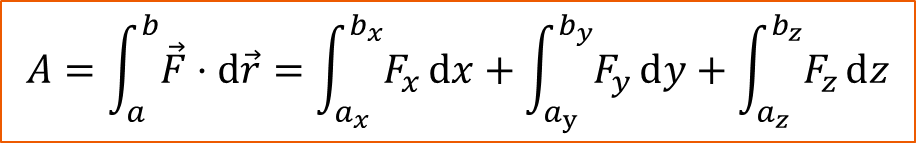 A = ∫_a^b F⃗ · dr⃗ = ∫_{a_x}^{b_x} F_x dx + ∫_{a_y}^{b_y} F_y dy + ∫_{a_z}^{b_z} F_z dz